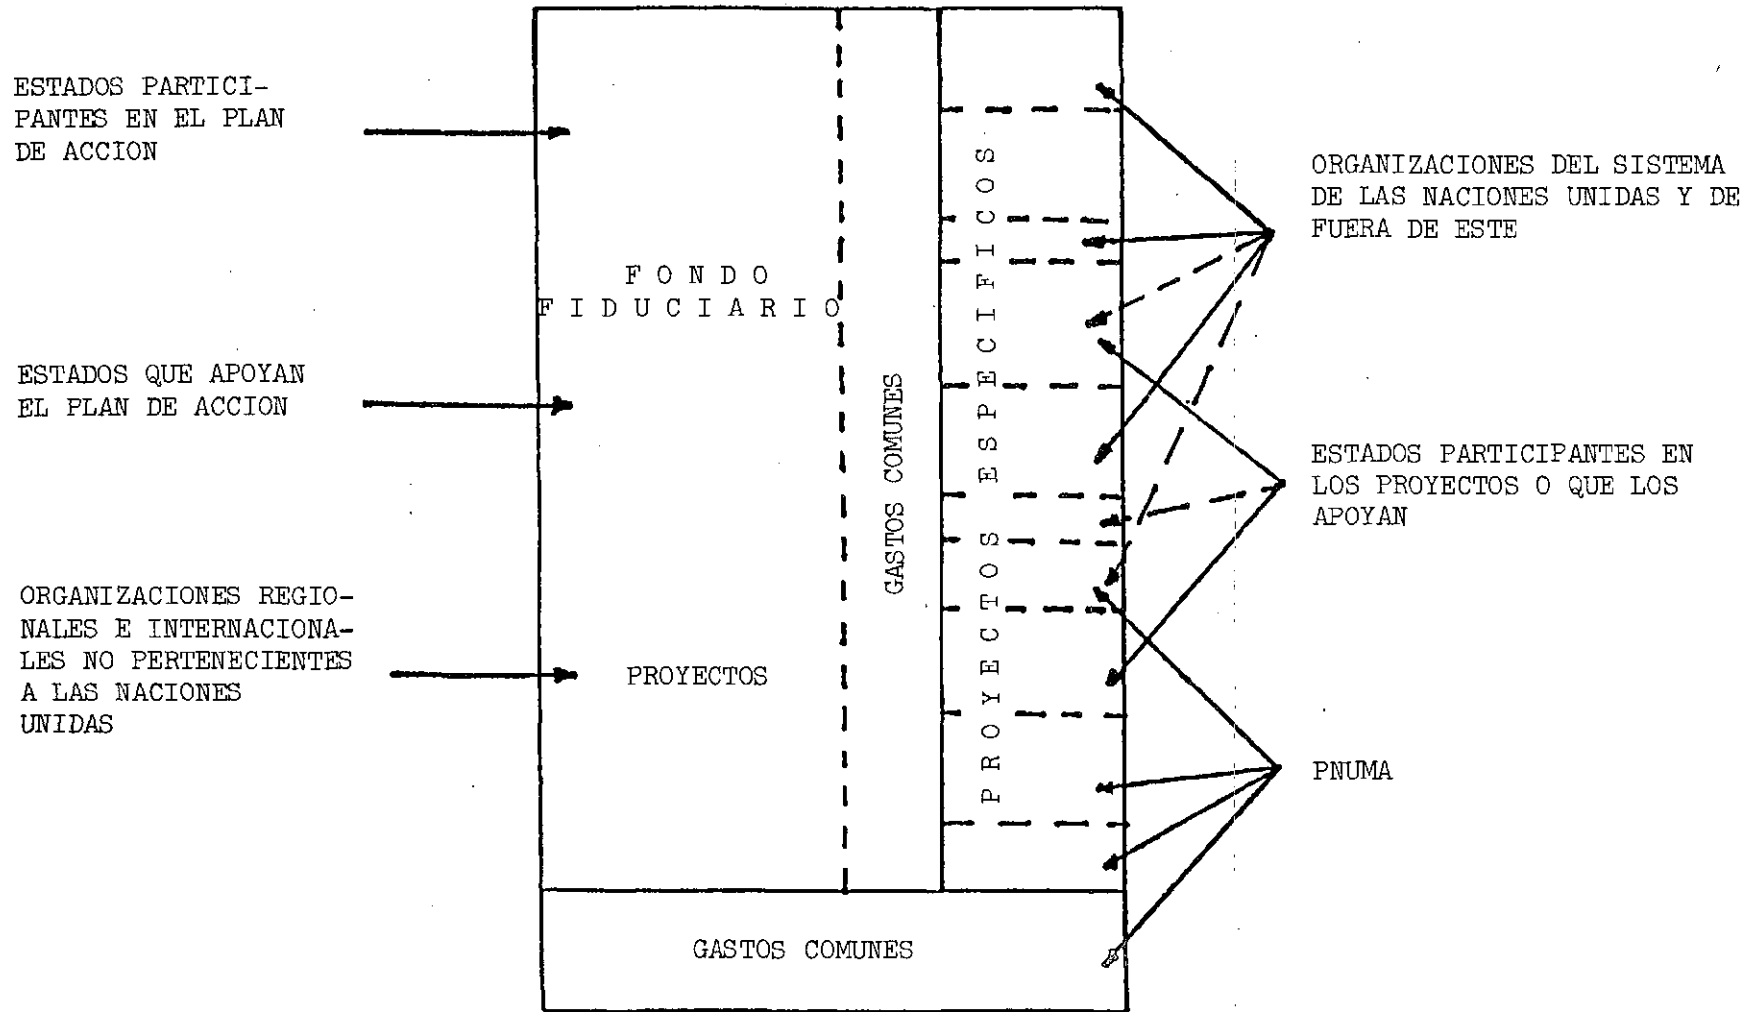 ESTADOS PARTICI-
PANTES EN EL PLAN
DE ACCION
ESTADOS QUE APOYAN
EL PLAN DE ACCION
ORGANIZACIONES REGIO-
NALES E INTERNACIONA-
LES NO PERTENECIENTES
A LAS NACIONES
UNIDAS
F O N D O
F I D U C I A R I O
PROYECTOS
GASTOS COMUNES
P R O Y E C T O S  E S P E C I F I C O S
GASTOS COMUNES
ORGANIZACIONES DEL SISTEMA
DE LAS NACIONES UNIDAS Y DE
FUERA DE ESTE
ESTADOS PARTICIPANTES EN
LOS PROYECTOS O QUE LOS
APOYAN
PNUMA